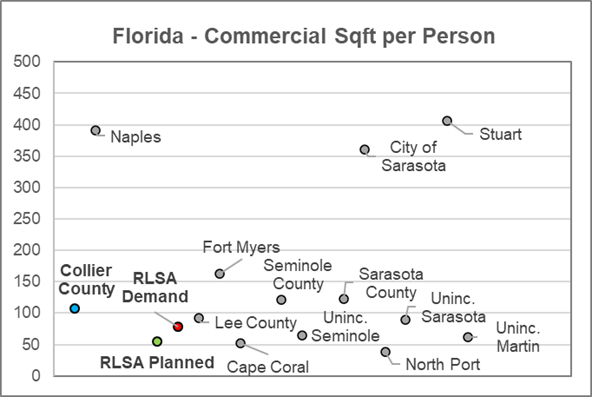 Florida - Commercial Sqft per Person
500
450
400
350
300
250
200
150
100
50
0
Naples
City of
Sarasota
Stuart
Fort Myers
Collier
County
RLSA
Demand
Seminole
County
Sarasota
County
Lee County
Uninc.
Seminole
Uninc.
Sarasota
Uninc.
Martin
RLSA Planned
Cape Coral
North Port